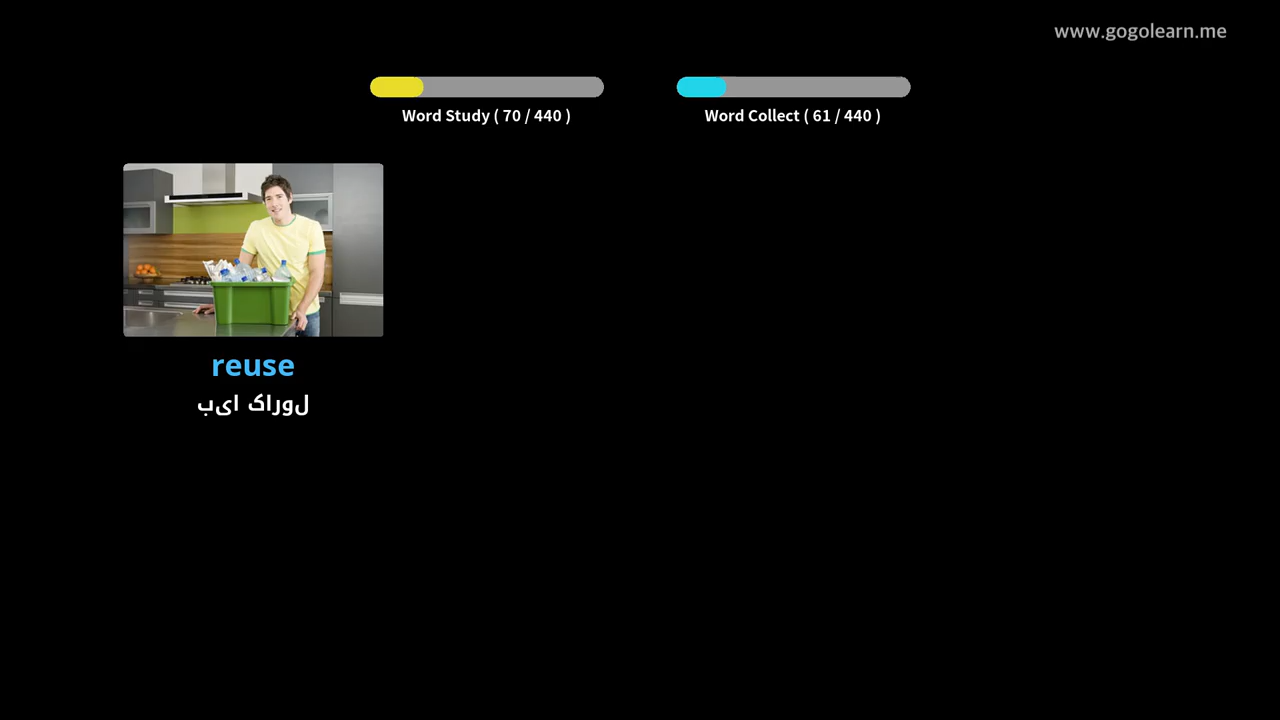 www.gogolearn.me
Word Study ( 70 / 440 )
Word Collect ( 61 / 440 )
reuse
بیا کارول